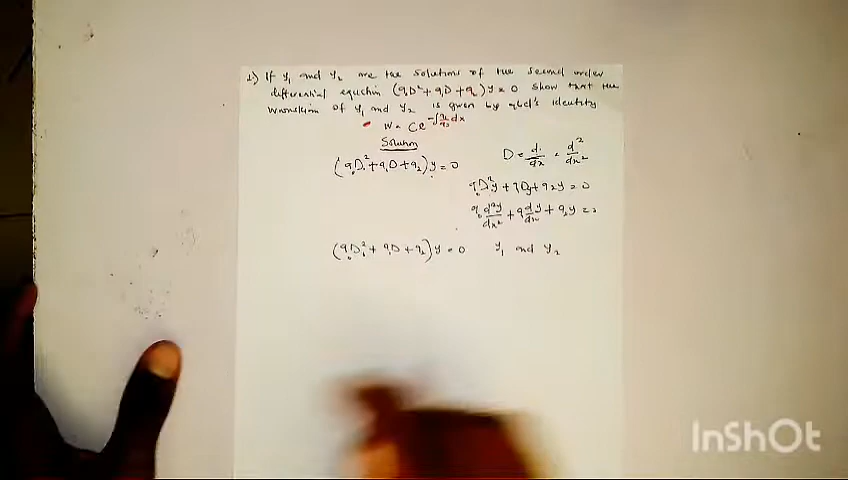 1) If y₁ and y₂ are the solutions of the second order
differential equation (a₀D² + a₁D + a₂) y = 0 show that the
wronskian of y₁ and y₂ is given by abel's identity
W = Ce^(-∫a₁/a₀ dx)
Solution
(a₀D² + a₁D + a₂) y = 0
D = d/dx = d²/dx²
a₀D²y + a₁Dy + a₂y = 0
a₀ d²y/dx² + a₁ dy/dx + a₂y = 0
(a₀D² + a₁D + a₂) y = 0 y₁ and y₂
InShOt